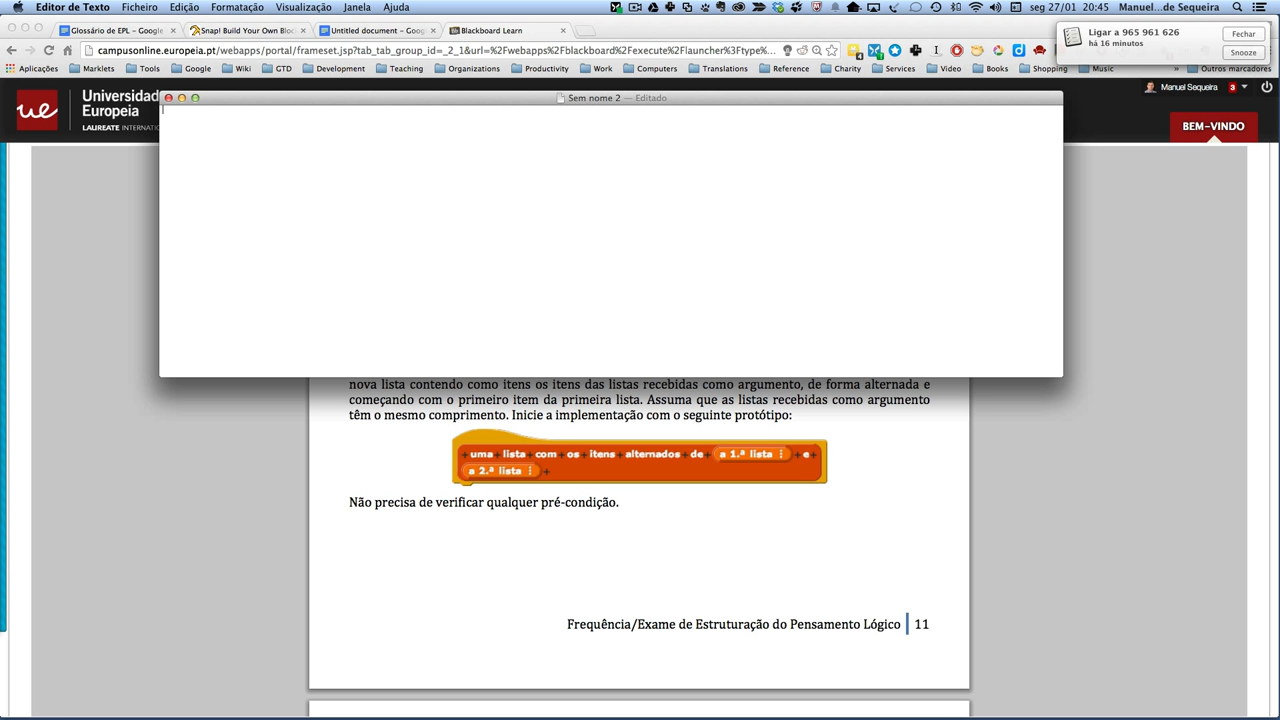 Editor de Texto Ficheiro Edição Formatação Visualização Janela Ajuda
seg 27/01 20:45 Manuel...de Sequeira
Glossário de EPL – Google
Snap! Build Your Own Bloc
Untitled document – Goog
Blackboard Learn
campusonline.europeia.pt/webapps/portal/frameset.jsp?tab_tab_group_id=_2_1&url=%2Fwebapps%2Fblackboard%2Fexecute%2Flauncher%3Ftype%...
Ligar a 965 961 626
há 16 minutos
Fechar
Snooze
Aplicações Marklets Tools Google Wiki GTD Development Teaching Organizations Productivity Work Computers Translations Reference Charity Services Video Books Shopping Music » Outros marcadores
Universidad
Europeia
LAUREATE INTERNATIO
Manuel Sequeira 3
BEM-VINDO
Sem nome 2 — Editado
nova lista contendo como itens os itens das listas recebidas como argumento, de forma alternada e
começando com o primeiro item da primeira lista. Assuma que as listas recebidas como argumento
têm o mesmo comprimento. Inicie a implementação com o seguinte protótipo:
+ uma + lista + com + os + itens + alternados + de + a 1.ª lista ⋮ + e +
a 2.ª lista ⋮ +
Não precisa de verificar qualquer pré-condição.
Frequência/Exame de Estruturação do Pensamento Lógico | 11